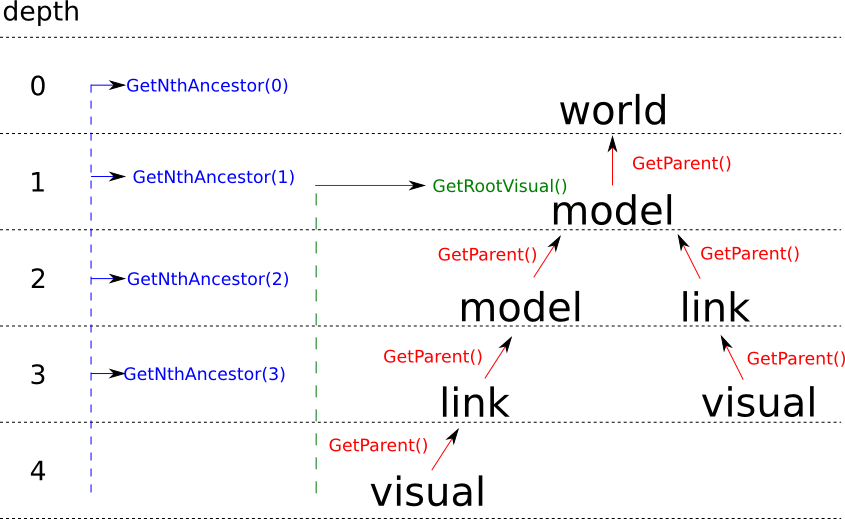 depth
0
GetNthAncestor(0)
world
GetParent()
1
GetNthAncestor(1)
GetRootVisual()
model
GetParent()
GetParent()
2
GetNthAncestor(2)
model
link
GetParent()
GetParent()
3
GetNthAncestor(3)
link
visual
GetParent()
4
visual